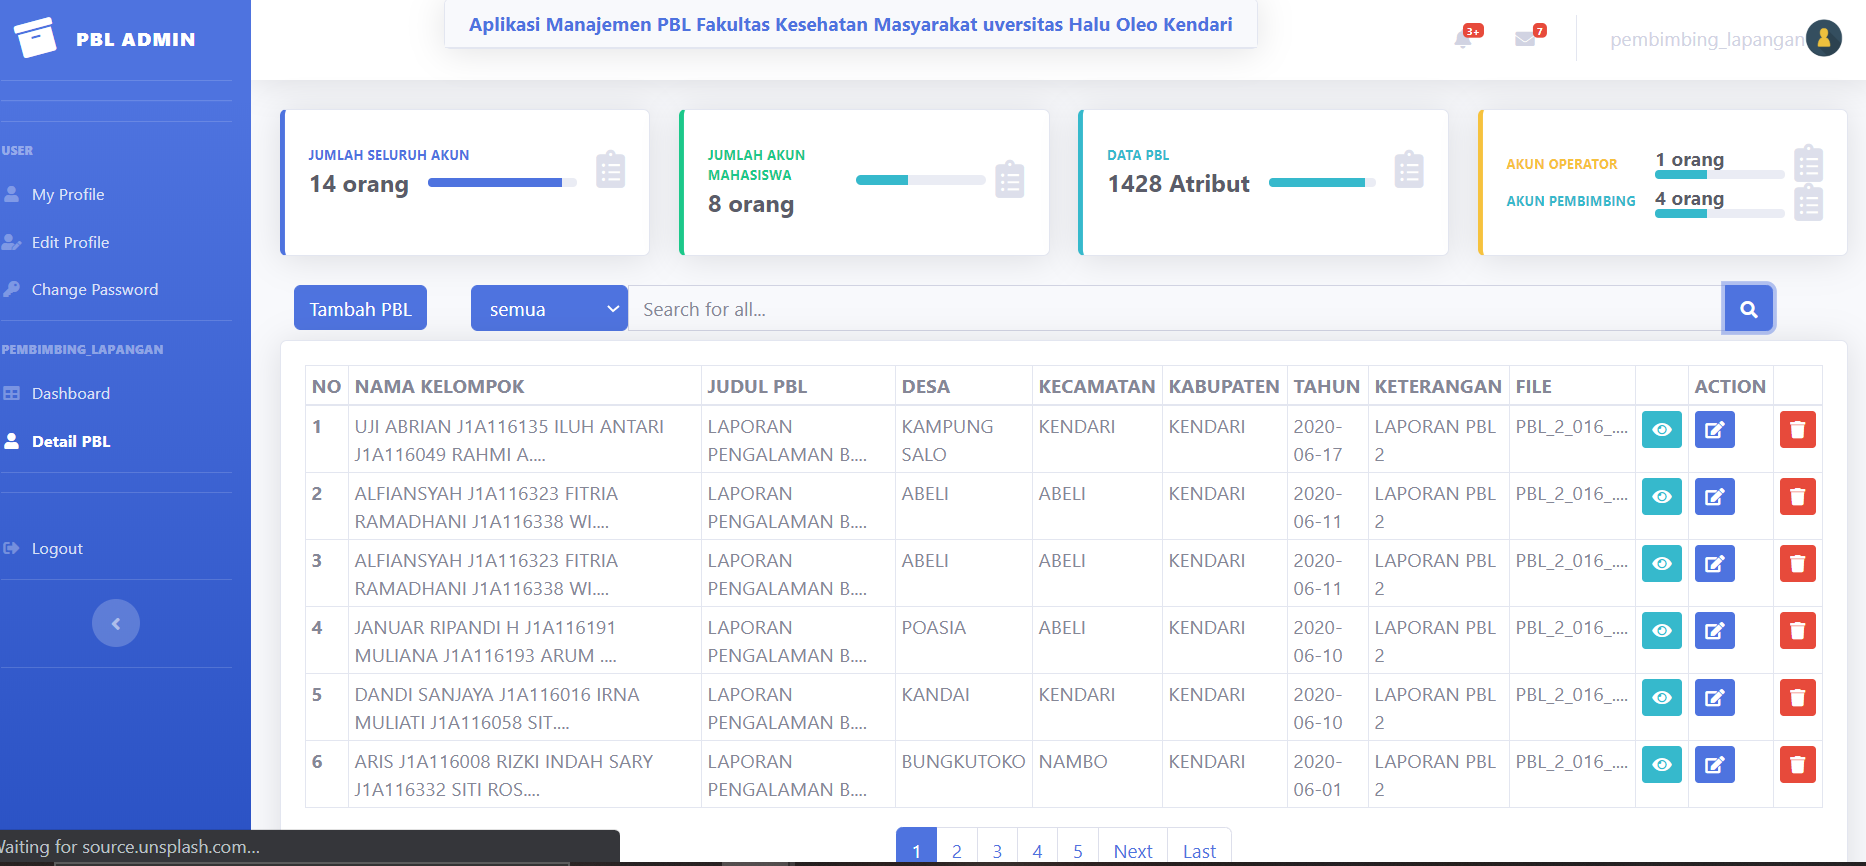 PBL ADMIN
Aplikasi Manajemen PBL Fakultas Kesehatan Masyarakat uversitas Halu Oleo Kendari
3+
7
pembimbing_lapangan
USER
My Profile
Edit Profile
Change Password
PEMBIMBING_LAPANGAN
Dashboard
Detail PBL
Logout
JUMLAH SELURUH AKUN
14 orang
JUMLAH AKUN
MAHASISWA
8 orang
DATA PBL
1428 Atribut
AKUN OPERATOR 1 orang
AKUN PEMBIMBING 4 orang
Tambah PBL semua Search for all...
NO NAMA KELOMPOK JUDUL PBL DESA KECAMATAN KABUPATEN TAHUN KETERANGAN FILE ACTION
1 UJI ABRIAN J1A116135 ILUH ANTARI LAPORAN KAMPUNG KENDARI KENDARI 2020- LAPORAN PBL PBL_2_016_....
J1A116049 RAHMI A.... PENGALAMAN B.... SALO 06-17 2
2 ALFIANSYAH J1A116323 FITRIA LAPORAN ABELI ABELI KENDARI 2020- LAPORAN PBL PBL_2_016_....
RAMADHANI J1A116338 WI.... PENGALAMAN B.... 06-11 2
3 ALFIANSYAH J1A116323 FITRIA LAPORAN ABELI ABELI KENDARI 2020- LAPORAN PBL PBL_2_016_....
RAMADHANI J1A116338 WI.... PENGALAMAN B.... 06-11 2
4 JANUAR RIPANDI H J1A116191 LAPORAN POASIA ABELI KENDARI 2020- LAPORAN PBL PBL_2_016_....
MULIANA J1A116193 ARUM .... PENGALAMAN B.... 06-10 2
5 DANDI SANJAYA J1A116016 IRNA LAPORAN KANDAI KENDARI KENDARI 2020- LAPORAN PBL PBL_2_016_....
MULIATI J1A116058 SIT.... PENGALAMAN B.... 06-10 2
6 ARIS J1A116008 RIZKI INDAH SARY LAPORAN BUNGKUTOKO NAMBO KENDARI 2020- LAPORAN PBL PBL_2_016_....
J1A116332 SITI ROS.... PENGALAMAN B.... 06-01 2
1 2 3 4 5 Next Last
Waiting for source.unsplash.com...